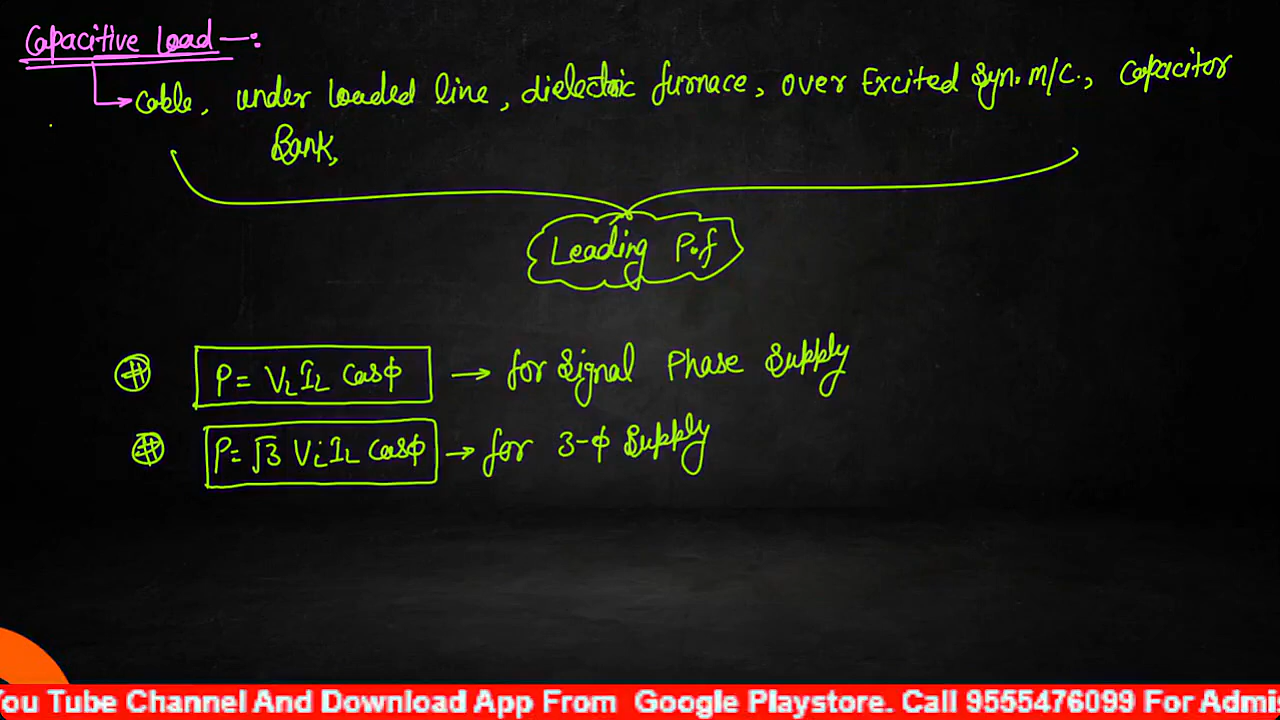 Capacitive Load —:
Cable, under loaded line, dielectric furnace, over Excited Syn. M/C., Capacitor
Bank,
Leading P.f
# P = VL IL Cosϕ → for Signal Phase Supply
# P = √3 VL IL Cosϕ → for 3-ϕ Supply
You Tube Channel And Download App From Google Playstore. Call 9555476099 For Admis